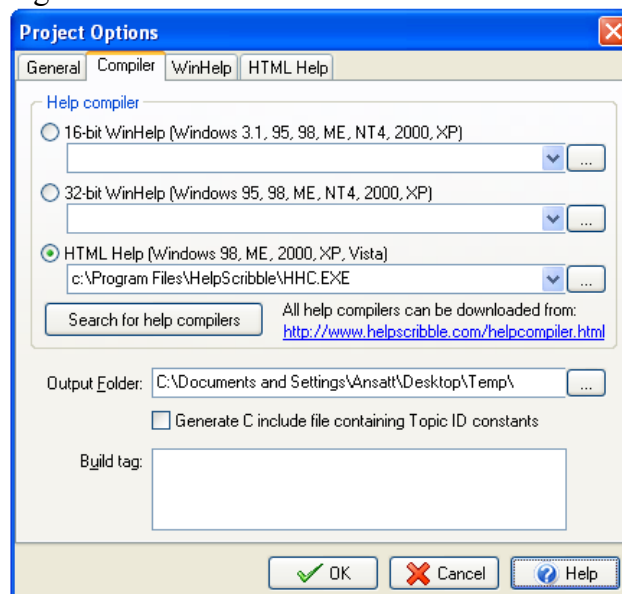 Project Options
General Compiler WinHelp HTML Help
Help compiler
16-bit WinHelp (Windows 3.1, 95, 98, ME, NT4, 2000, XP)
...
32-bit WinHelp (Windows 95, 98, ME, NT4, 2000, XP)
...
HTML Help (Windows 98, ME, 2000, XP, Vista)
c:\Program Files\HelpScribble\HHC.EXE ...
Search for help compilers
All help compilers can be downloaded from:
http://www.helpscribble.com/helpcompiler.html
Output Folder: C:\Documents and Settings\Ansatt\Desktop\Temp\ ...
Generate C include file containing Topic ID constants
Build tag:
OK Cancel Help